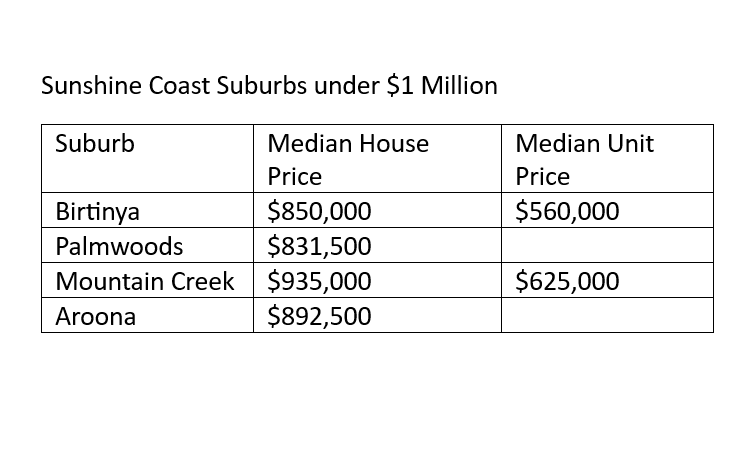 Sunshine Coast Suburbs under $1 Million
Suburb Median House Price Median Unit Price
Birtinya $850,000 $560,000
Palmwoods $831,500
Mountain Creek $935,000 $625,000
Aroona $892,500